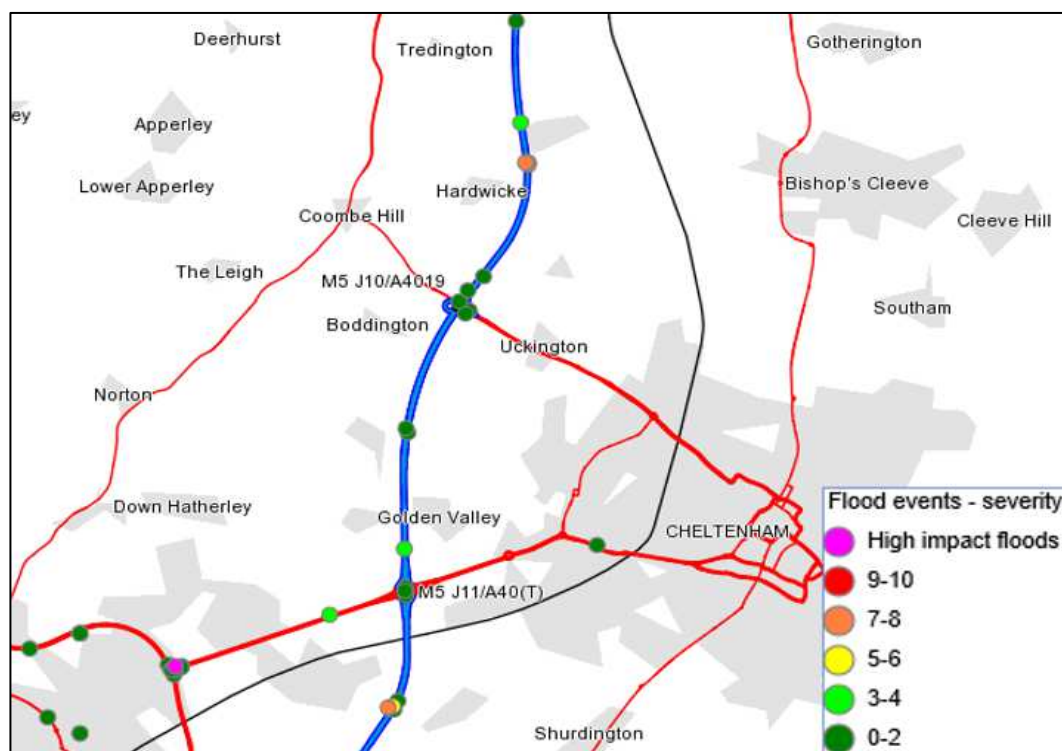 Deerhurst
Tredington
Gotherington
ey
Apperley
Lower Apperley
Hardwicke
Bishop's Cleeve
Coombe Hill
Cleeve Hill
The Leigh
M5 J10/A4019
Southam
Boddington
Uckington
Norton
Down Hatherley
Golden Valley
CHELTENHAM
M5 J11/A40(T)
Shurdington
Flood events - severity
High impact floods
9-10
7-8
5-6
3-4
0-2